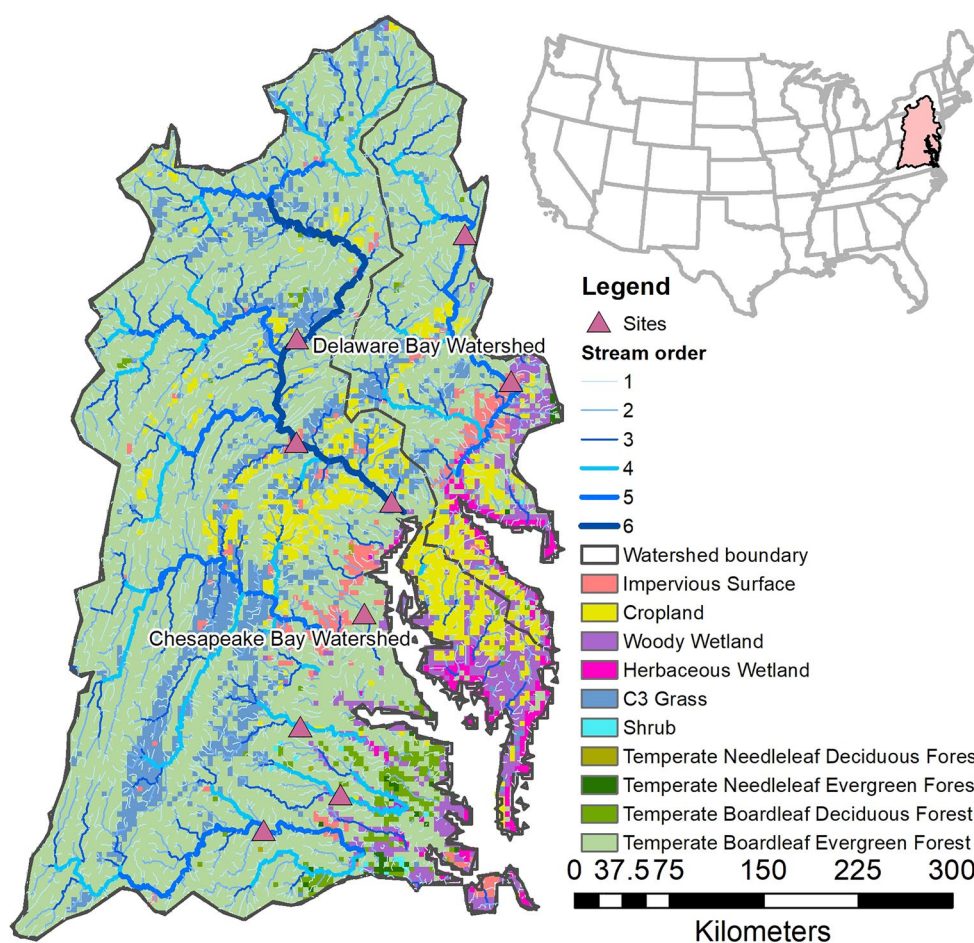 Delaware Bay Watershed
Chesapeake Bay Watershed
Legend
Sites
Stream order
1
2
3
4
5
6
Watershed boundary
Impervious Surface
Cropland
Woody Wetland
Herbaceous Wetland
C3 Grass
Shrub
Temperate Needleleaf Deciduous Fores
Temperate Needleleaf Evergreen Fores
Temperate Boardleaf Deciduous Forest
Temperate Boardleaf Evergreen Forest
0 37.5 75 150 225 300
Kilometers